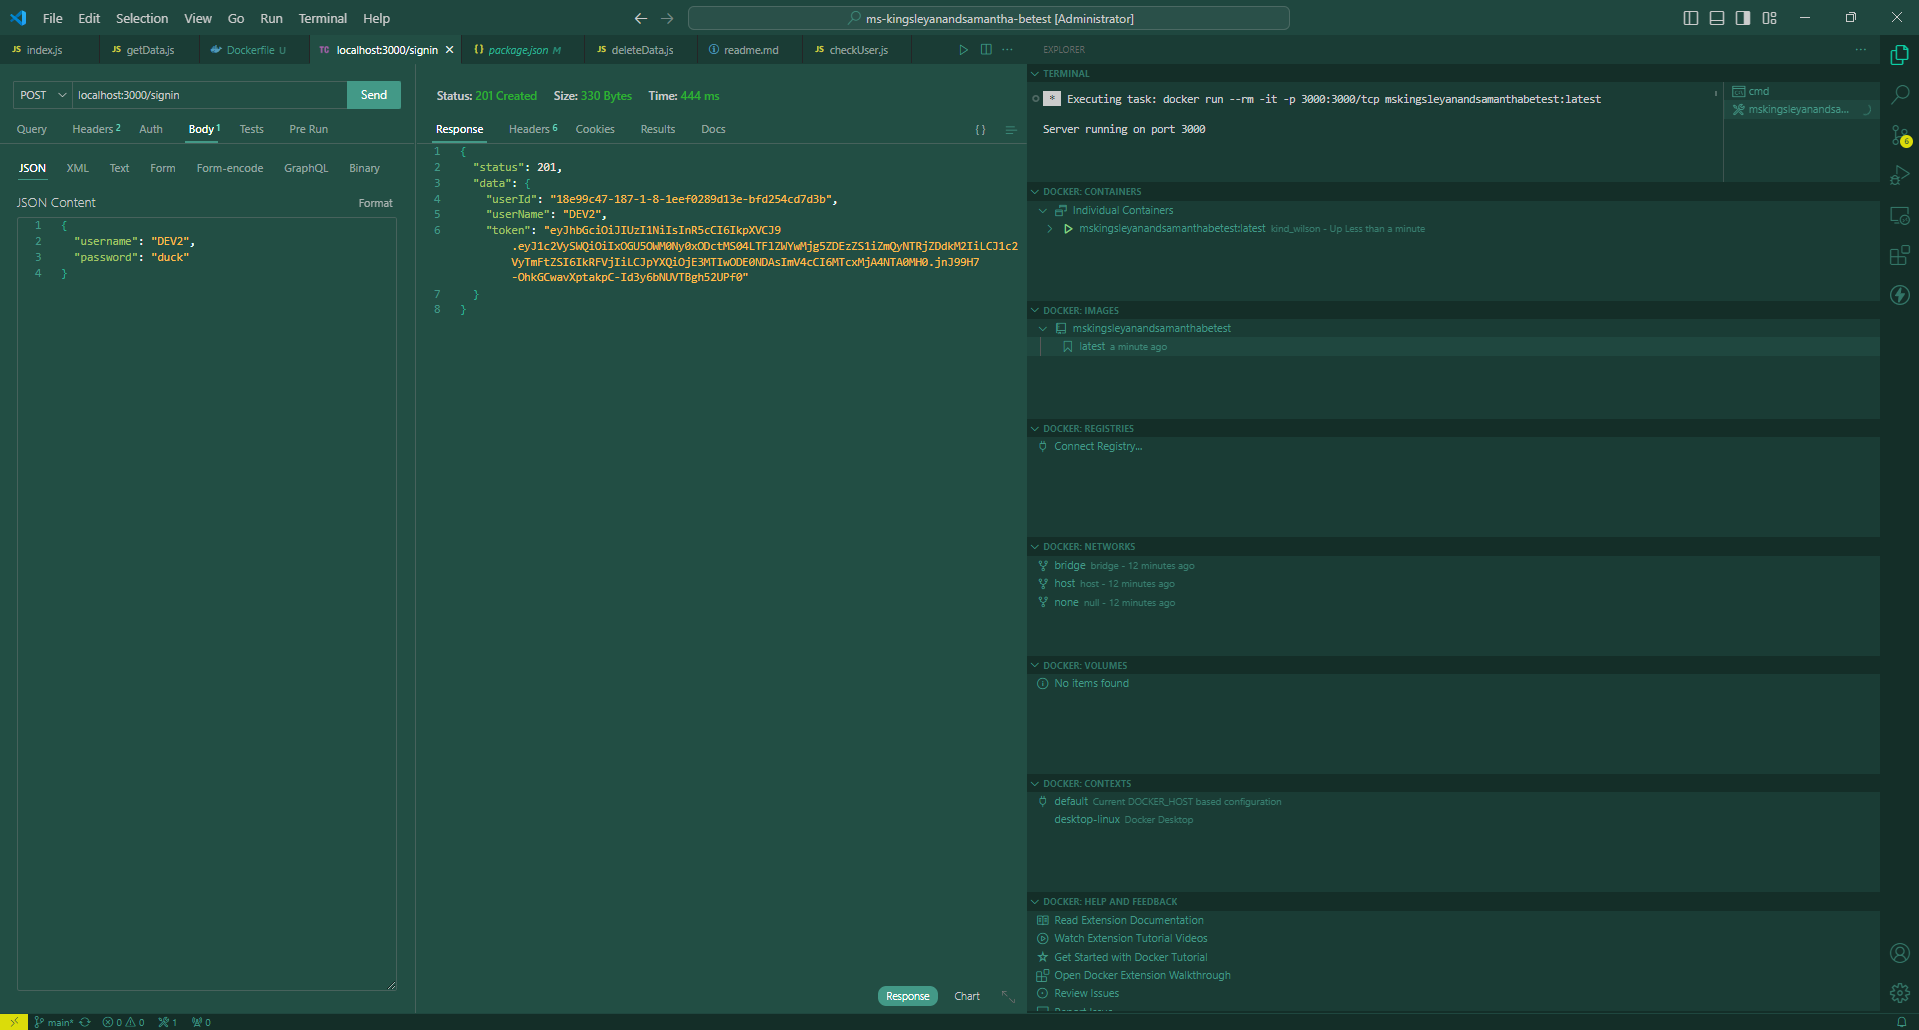 File Edit Selection View Go Run Terminal Help
ms-kingsleyanandsamantha-betest [Administrator]
JS index.js
JS getData.js
Dockerfile U
TC localhost:3000/signin
{} package.json M
JS deleteData.js
readme.md
JS checkUser.js
POST
localhost:3000/signin
Send
Query Headers 2 Auth Body 1 Tests Pre Run
JSON XML Text Form Form-encode GraphQL Binary
JSON Content
Format
1 {
2 "username": "DEV2",
3 "password": "duck"
4 }
Status: 201 Created Size: 330 Bytes Time: 444 ms
Response Headers 6 Cookies Results Docs
{ }
1 {
2 "status": 201,
3 "data": {
4 "userId": "18e99c47-187-1-8-1eef0289d13e-bfd254cd7d3b",
5 "userName": "DEV2",
6 "token": "eyJhbGciOiJIUzI1NiIsInR5cCI6IkpXVCJ9
.eyJ1c2VySWQiOiIxOGU5OWM0Ny0xODctMS04LTFlZWYwMjg5ZDEzZS1iZmQyNTRjZDdkM2IiLCJ1c2
VyTmFtZSI6IkRFVjIiLCJpYXQiOjE3MTIwODE0NDAsImV4cCI6MTcxMjA4NTA0MH0.jnJ99H7
-OhkGCwavXptakpC-Id3y6bNUVTBgh52UPf0"
7 }
8 }
Response Chart
EXPLORER
TERMINAL
* Executing task: docker run --rm -it -p 3000:3000/tcp mskingsleyanandsamanthabetest:latest
Server running on port 3000
cmd
mskingsleyanandsa...
DOCKER: CONTAINERS
Individual Containers
mskingsleyanandsamanthabetest:latest kind_wilson - Up Less than a minute
DOCKER: IMAGES
mskingsleyanandsamanthabetest
latest a minute ago
DOCKER: REGISTRIES
Connect Registry...
DOCKER: NETWORKS
bridge bridge - 12 minutes ago
host host - 12 minutes ago
none null - 12 minutes ago
DOCKER: VOLUMES
No items found
DOCKER: CONTEXTS
default Current DOCKER_HOST based configuration
desktop-linux Docker Desktop
DOCKER: HELP AND FEEDBACK
Read Extension Documentation
Watch Extension Tutorial Videos
Get Started with Docker Tutorial
Open Docker Extension Walkthrough
Review Issues
Report Issue
6
main* 0 0 1 0